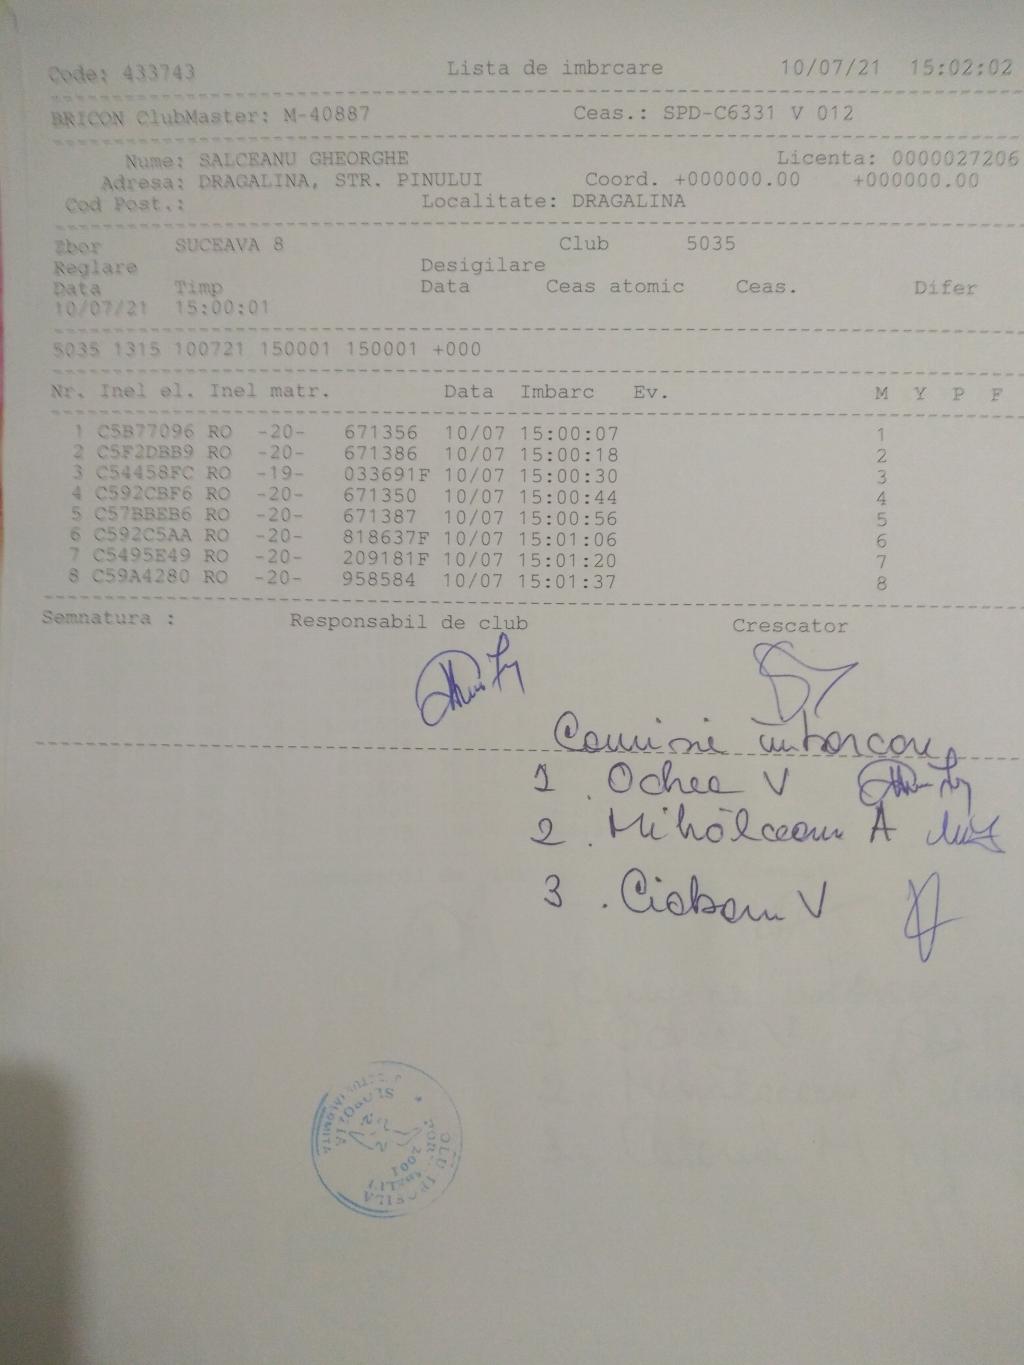 Code: 433743 Lista de imbrcare 10/07/21 15:02:02
BRICON ClubMaster: M-40887 Ceas.: SPD-C6331 V 012
Nume: SALCEANU GHEORGHE Licenta: 0000027206
Adresa: DRAGALINA, STR. PINULUI Coord. +000000.00 +000000.00
Cod Post.: Localitate: DRAGALINA
Zbor SUCEAVA 8 Club 5035
Reglare Desigilare
Data Timp Data Ceas atomic Ceas. Difer
10/07/21 15:00:01
5035 1315 100721 150001 150001 +000
Nr. Inel el. Inel matr. Data Imbarc Ev. M Y P F
1 C5B77096 RO -20- 671356 10/07 15:00:07 1
2 C5F2DBB9 RO -20- 671386 10/07 15:00:18 2
3 C54458FC RO -19- 033691F 10/07 15:00:30 3
4 C592CBF6 RO -20- 671350 10/07 15:00:44 4
5 C57BBEB6 RO -20- 671387 10/07 15:00:56 5
6 C592C5AA RO -20- 818637F 10/07 15:01:06 6
7 C5495E49 RO -20- 209181F 10/07 15:01:20 7
8 C59A4280 RO -20- 958584 10/07 15:01:37 8
Semnatura : Responsabil de club Crescator
Comisie
1. Ochea V
2. A
3. V
2001